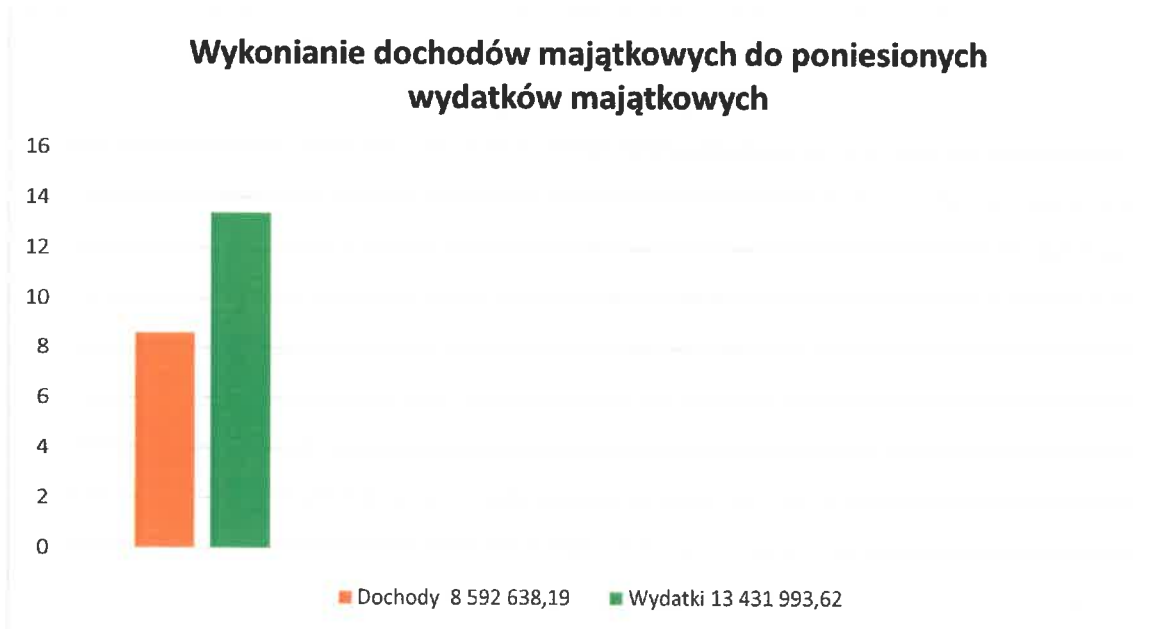 Wykonianie dochodów majątkowych do poniesionych
wydatków majątkowych
16
14
12
10
8
6
4
2
0
Dochody 8 592 638,19
Wydatki 13 431 993,62